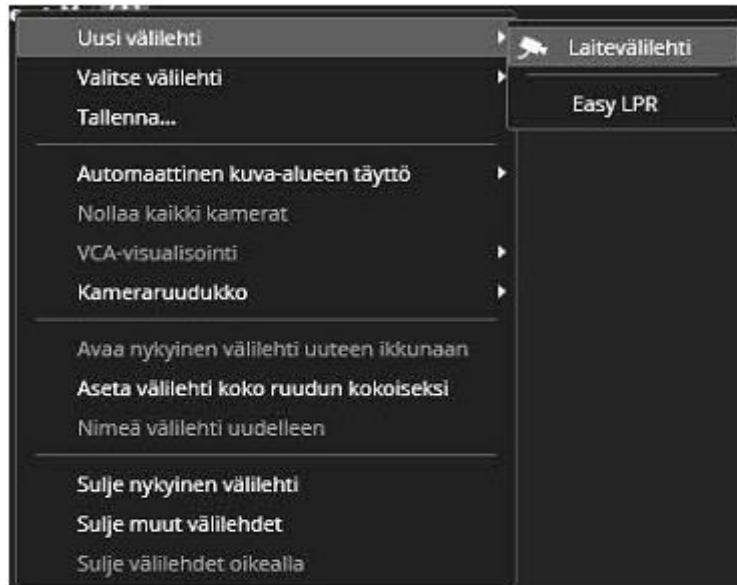 Uusi välilehti
Laitevälilehti
Valitse välilehti
Easy LPR
Tallenna...
Automaattinen kuva-alueen täyttö
Nollaa kaikki kamerat
VCA-visualisointi
Kameraruudukko
Avaa nykyinen välilehti uuteen ikkunaan
Aseta välilehti koko ruudun kokoiseksi
Nimeä välilehti uudelleen
Sulje nykyinen välilehti
Sulje muut välilehdet
Sulje välilehdet oikealla